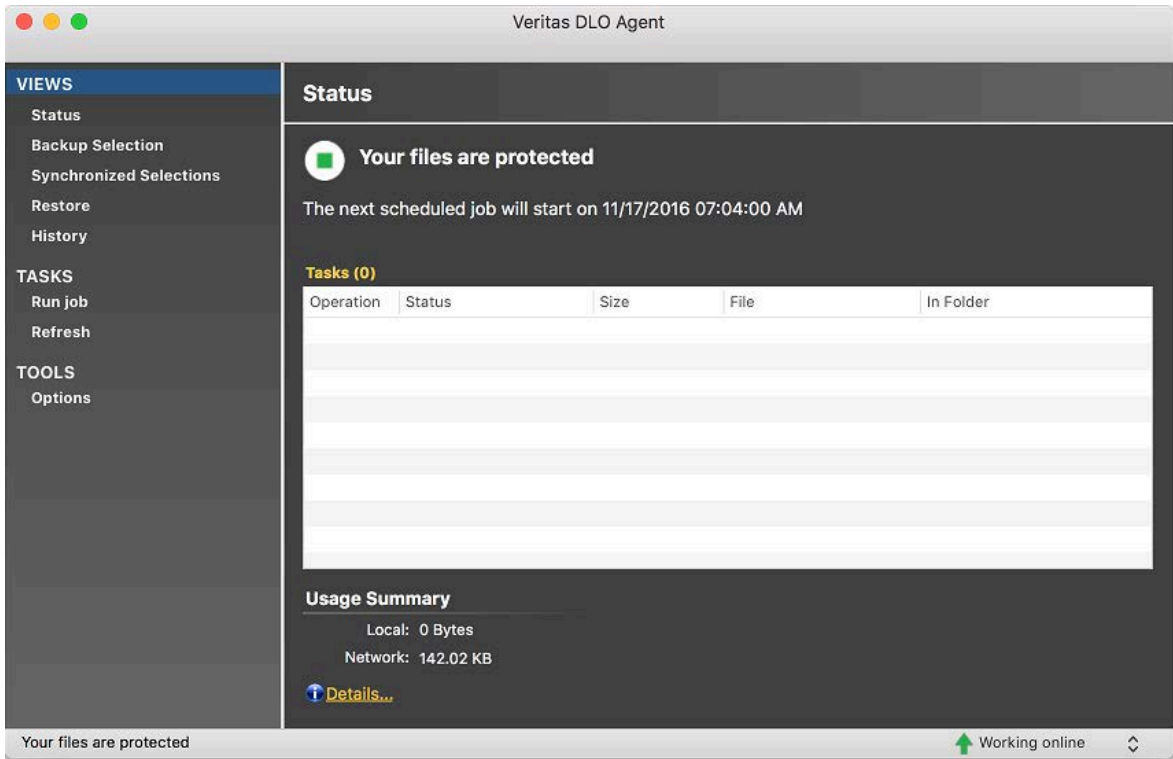 Veritas DLO Agent
VIEWS
Status
Backup Selection
Synchronized Selections
Restore
History
TASKS
Run job
Refresh
TOOLS
Options
Status
Your files are protected
The next scheduled job will start on 11/17/2016 07:04:00 AM
Tasks (0)
Operation Status Size File In Folder
Usage Summary
Local: 0 Bytes
Network: 142.02 KB
Details...
Your files are protected
Working online